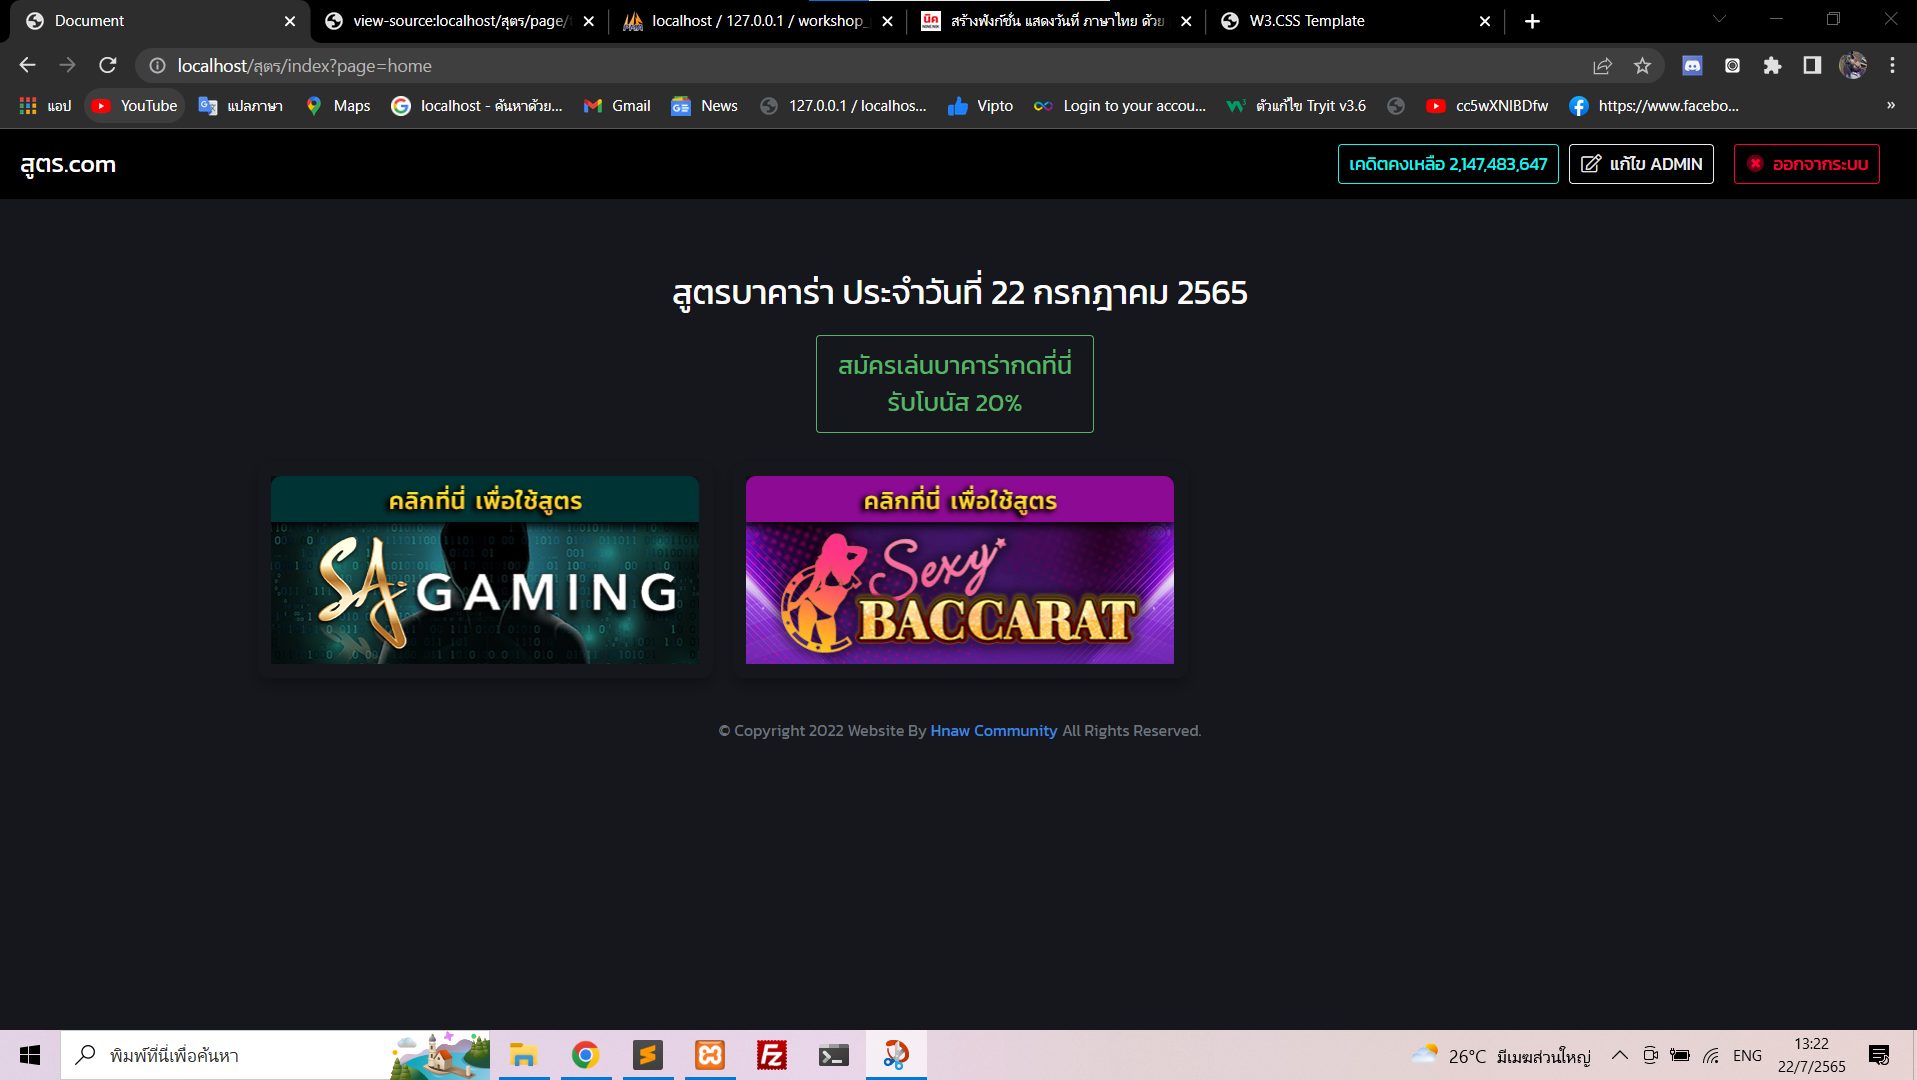 Document
view-source:localhost/สุตร/page/
localhost / 127.0.0.1 / workshop_
สร้างฟังก์ชั่น แสดงวันที่ ภาษาไทย ด้วย
W3.CSS Template
localhost/สุตร/index?page=home
แอป
YouTube
แปลภาษา
Maps
localhost - ค้นหาด้วย...
Gmail
News
127.0.0.1 / localhos...
Vipto
Login to your accou...
ตัวแก้ไข Tryit v3.6
cc5wXNIBDfw
https://www.facebo...
»
สูตร.com
เคดิตคงเหลือ 2,147,483,647
แก้ไข ADMIN
ออกจากระบบ
สูตรบาคาร่า ประจำวันที่ 22 กรกฎาคม 2565
สมัครเล่นบาคาร่ากดที่นี่
รับโบนัส 20%
คลิกที่นี่ เพื่อใช้สูตร
SA GAMING
คลิกที่นี่ เพื่อใช้สูตร
Sexy
BACCARAT
© Copyright 2022 Website By Hnaw Community All Rights Reserved.
พิมพ์ที่นี่เพื่อค้นหา
26°C มีเมฆส่วนใหญ่
ENG
13:22
22/7/2565